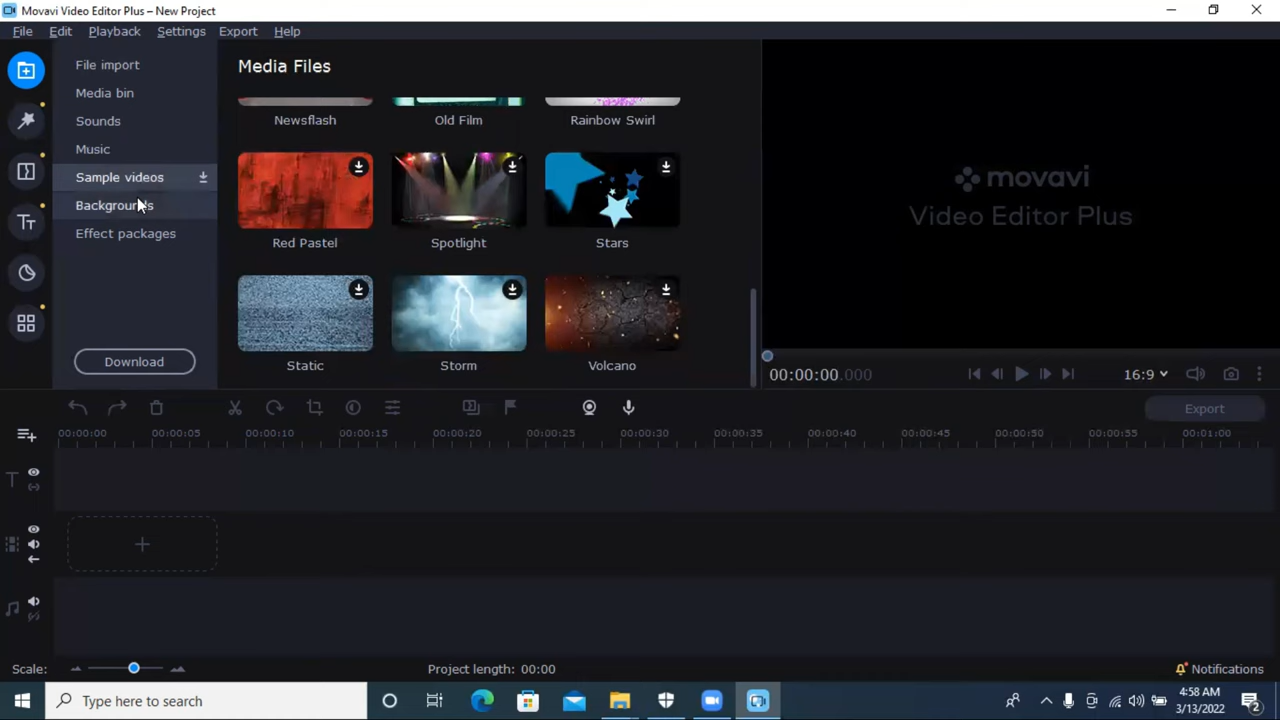 Movavi Video Editor Plus – New Project
File Edit Playback Settings Export Help
File import
Media bin
Sounds
Music
Sample videos
Backgrounds
Effect packages
Download
Media Files
Newsflash Old Film Rainbow Swirl
Red Pastel Spotlight Stars
Static Storm Volcano
movavi
Video Editor Plus
00:00:00.000
16:9
Export
00:00:00 00:00:05 00:00:10 00:00:15 00:00:20 00:00:25 00:00:30 00:00:35 00:00:40 00:00:45 00:00:50 00:00:55 00:01:00
Scale:
Project length: 00:00
Notifications
Type here to search
4:58 AM
3/13/2022
2